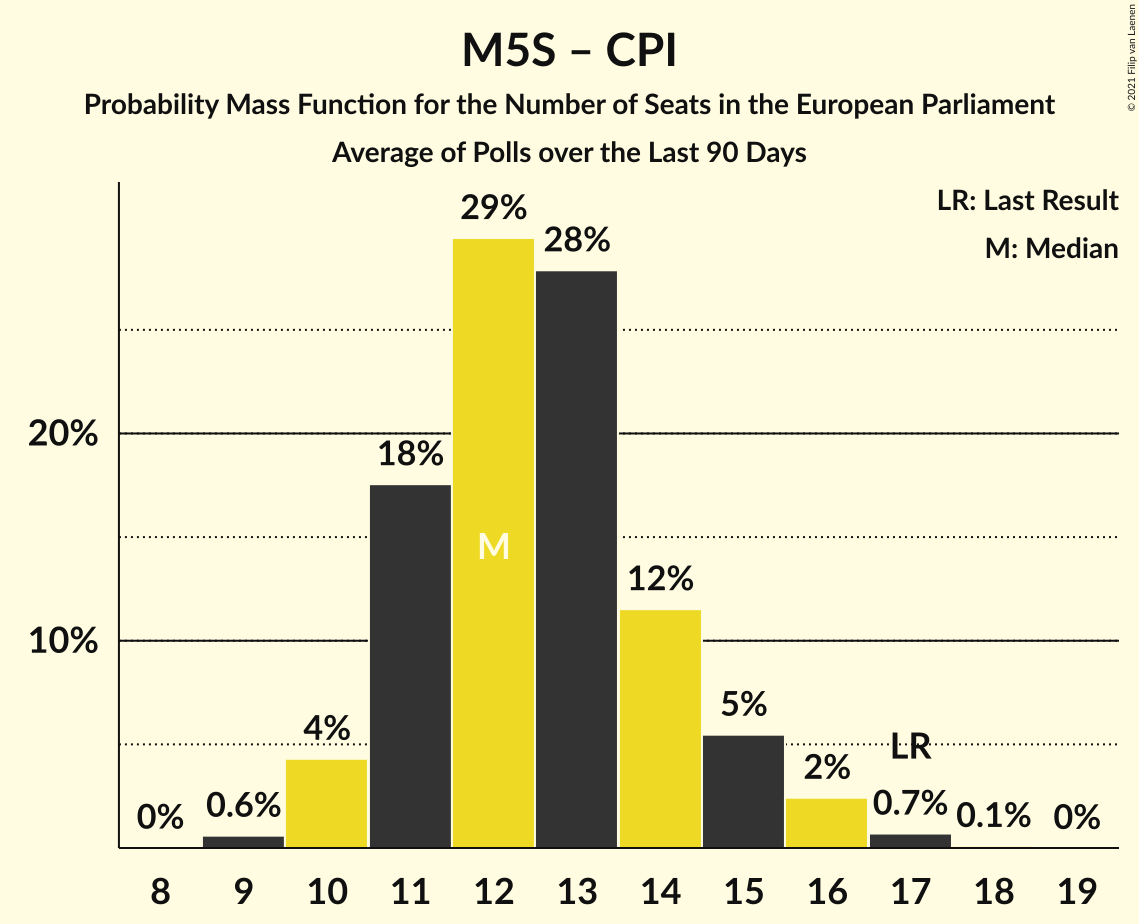 M5S – CPI
Probability Mass Function for the Number of Seats in the European Parliament
Average of Polls over the Last 90 Days
© 2021 Filip van Laenen
LR: Last Result
M: Median
20%
10%
0%
0.6%
4%
18%
29%
28%
12%
5%
2%
0.7%
0.1%
0%
M
LR
8 9 10 11 12 13 14 15 16 17 18 19